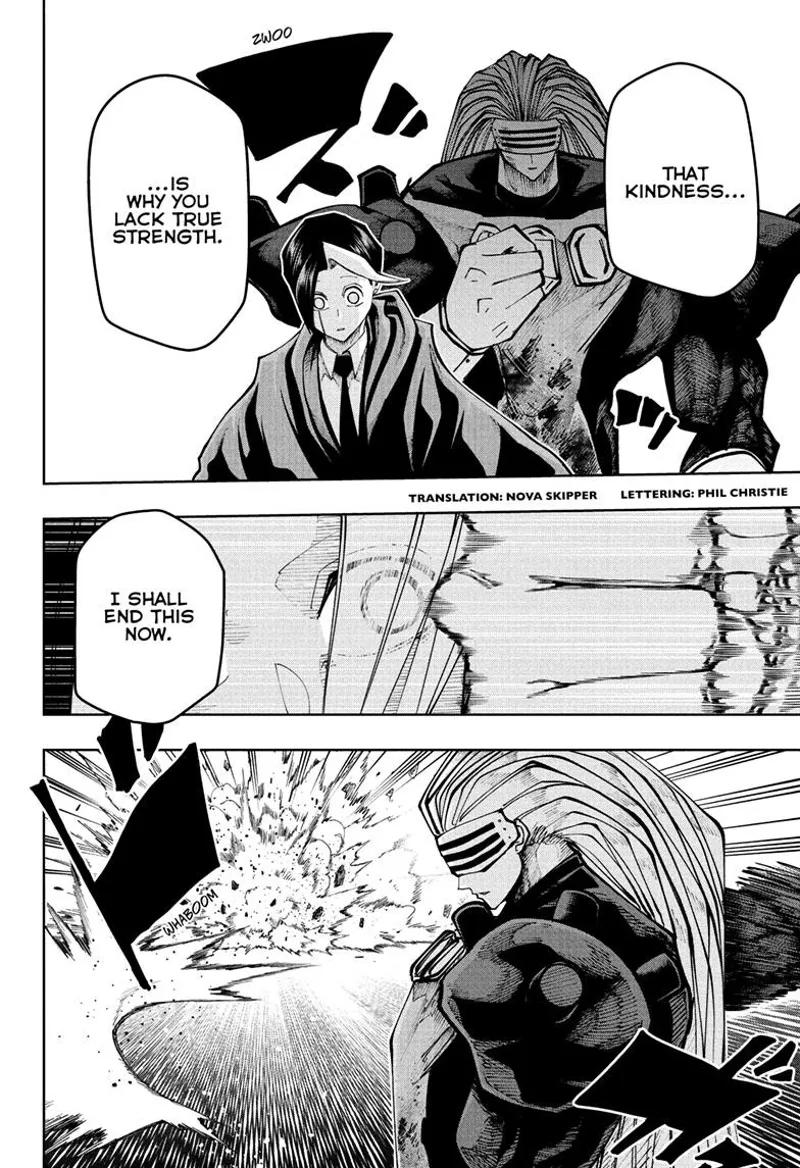 ZWOO
THAT
KINDNESS...
...IS
WHY YOU
LACK TRUE
STRENGTH.
TRANSLATION: NOVA SKIPPER LETTERING: PHIL CHRISTIE
I SHALL
END THIS
NOW.
WHABOOM